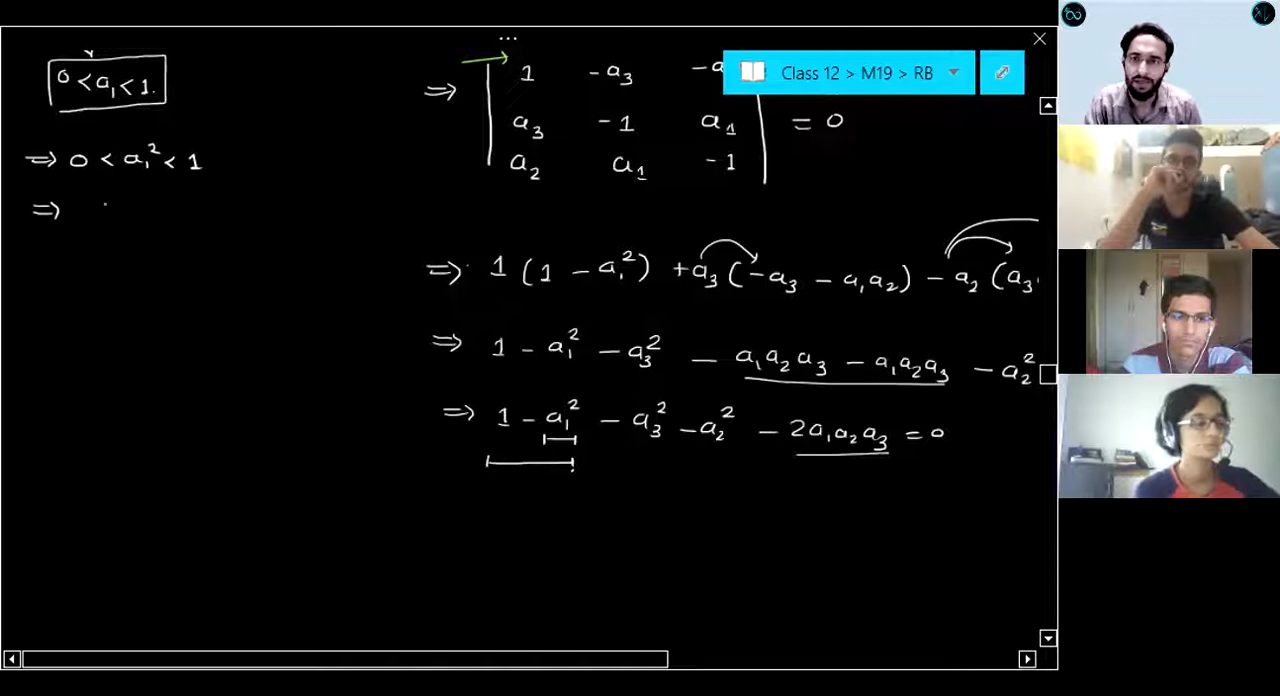 0 < a₁ < 1.
⇒ 0 < a₁² < 1
⇒
...
⇒ | 1 -a₃ -a
a₃ -1 a₁ | = 0
a₂ a₁ -1
⇒ 1 (1 - a₁²) + a₃ (-a₃ - a₁a₂) - a₂ (a₃
⇒ 1 - a₁² - a₃² - a₁a₂a₃ - a₁a₂a₃ - a₂²
⇒ 1 - a₁² - a₃² - a₂² - 2a₁a₂a₃ = 0
Class 12 > M19 > RB